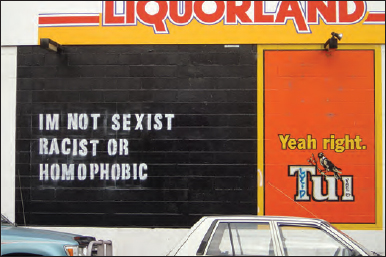 LIQUORLAND
IM NOT SEXIST
RACIST OR
HOMOPHOBIC
Yeah right.
Tui